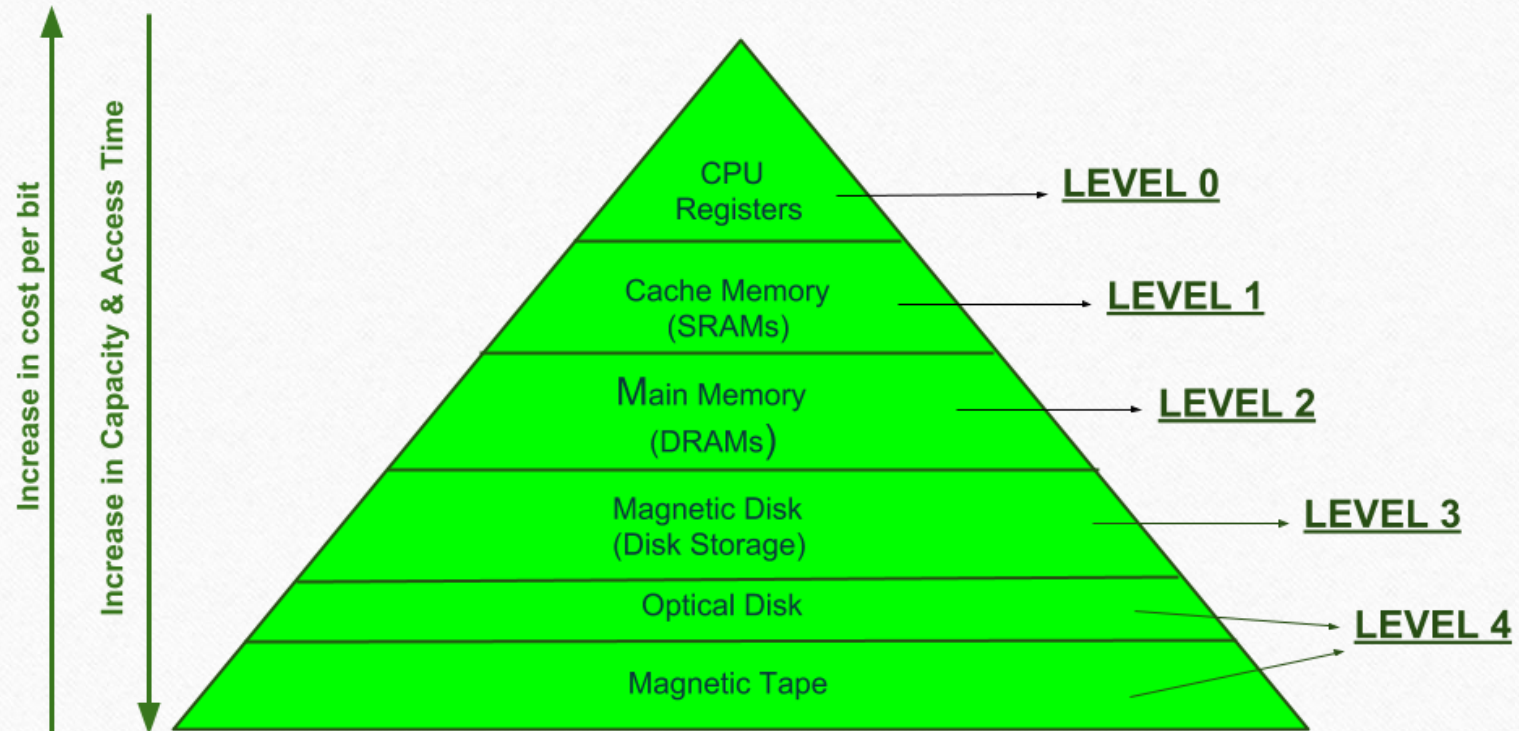 Increase in cost per bit
Increase in Capacity & Access Time
CPU
Registers
LEVEL 0
Cache Memory
(SRAMs)
LEVEL 1
Main Memory
(DRAMs)
LEVEL 2
Magnetic Disk
(Disk Storage)
LEVEL 3
Optical Disk
LEVEL 4
Magnetic Tape